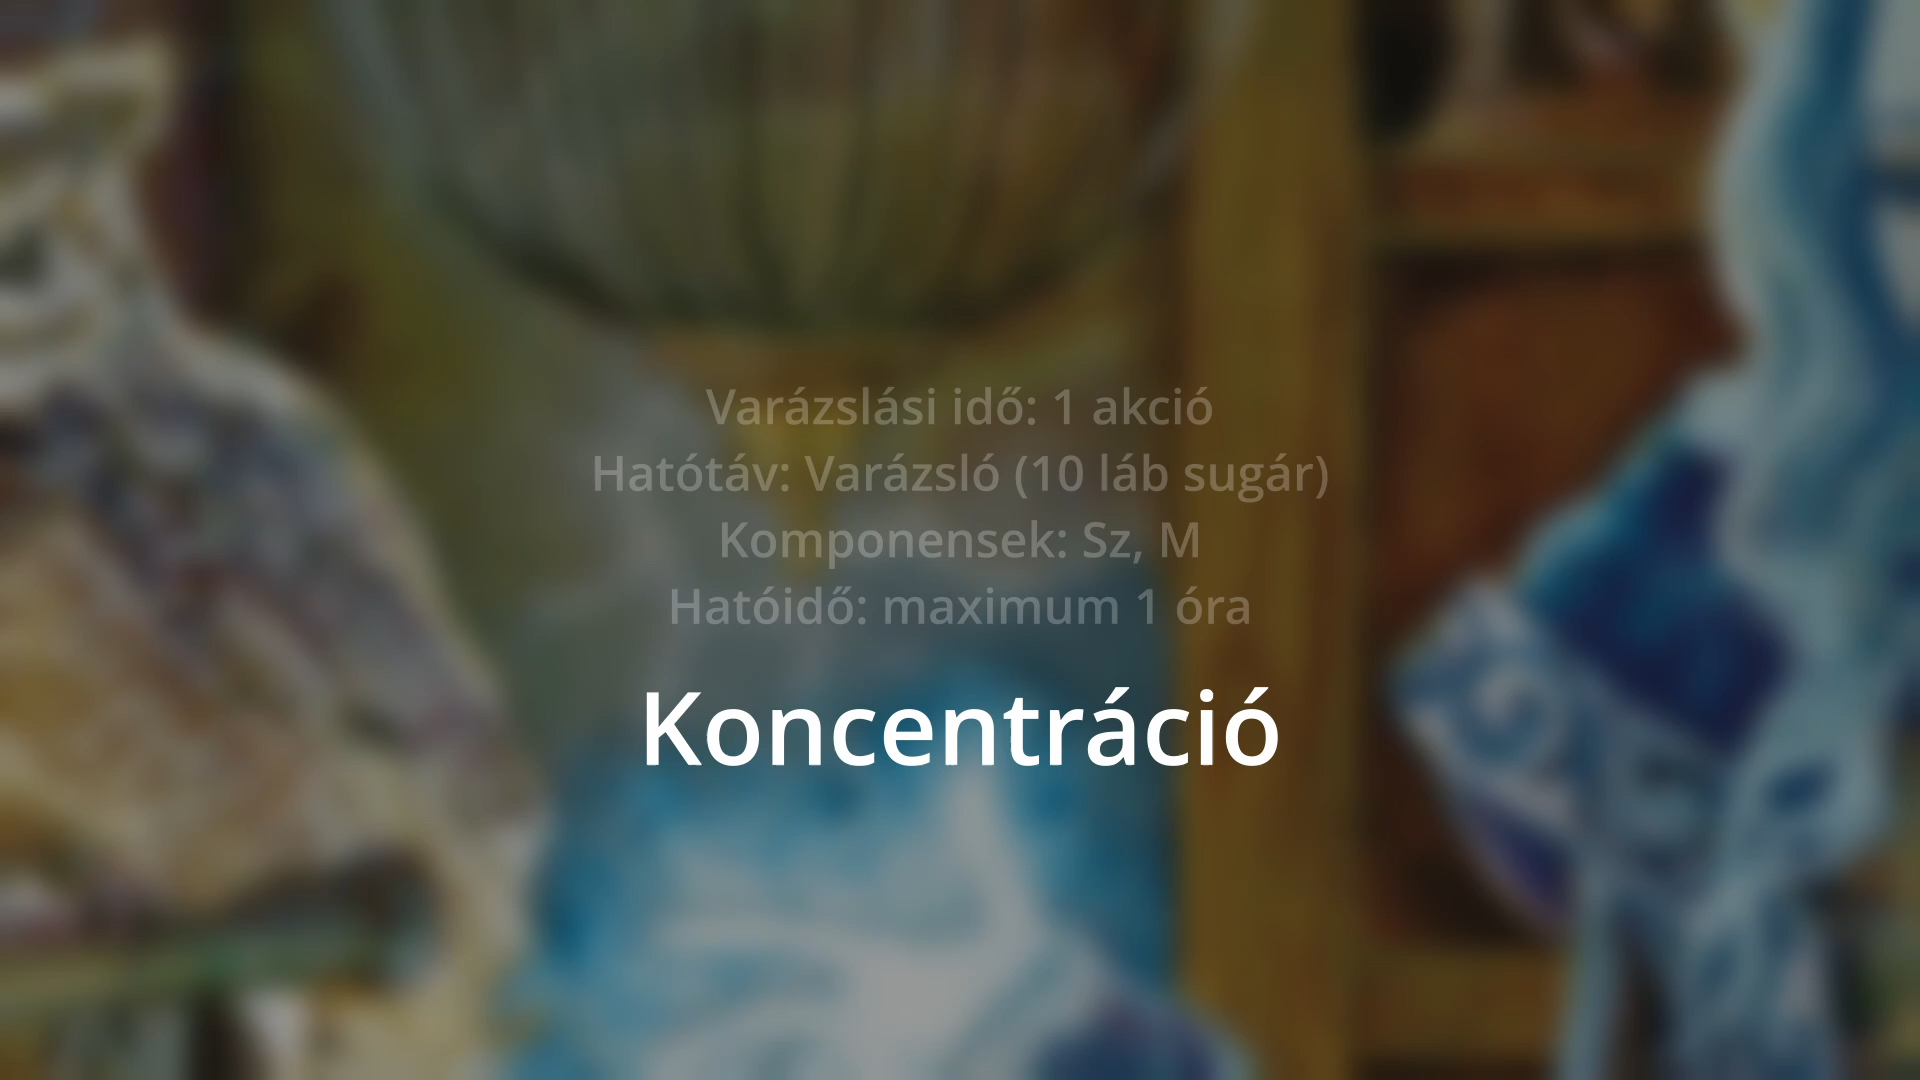 Varázslási idő: 1 akció
Hatótáv: Varázsló (10 láb sugár)
Komponensek: Sz, M
Hatóidő: maximum 1 óra
Koncentráció